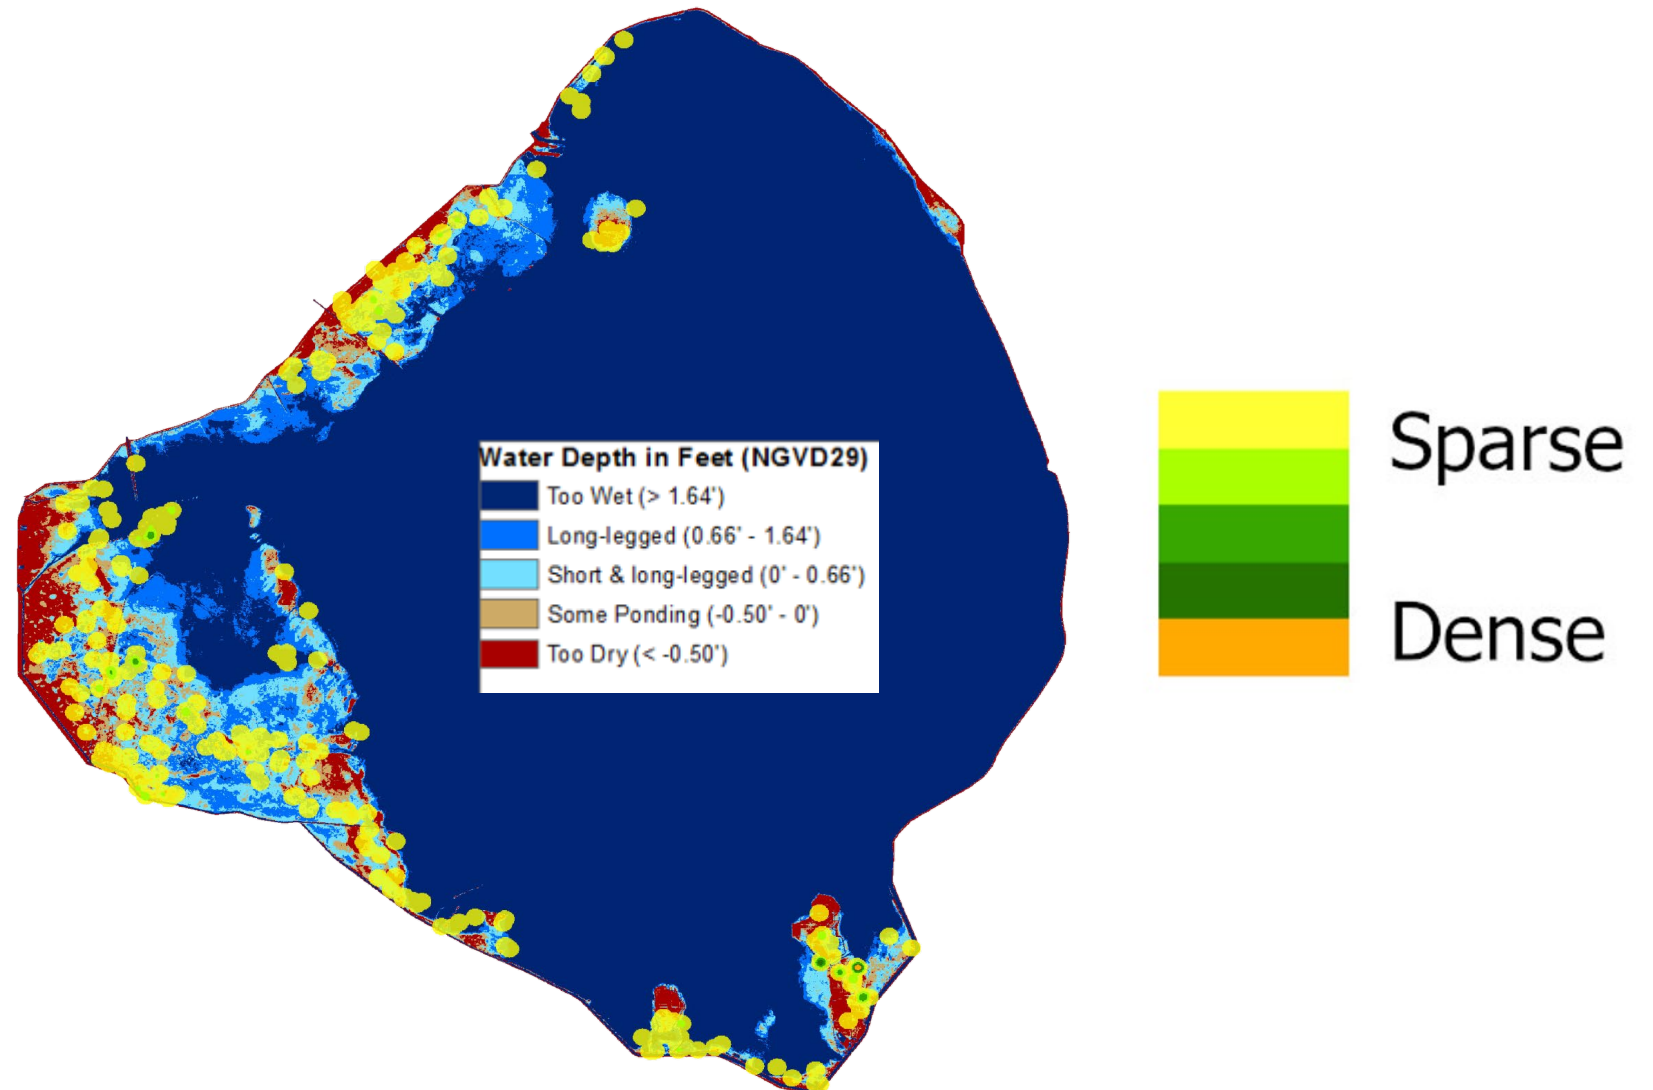 Water Depth in Feet (NGVD29)
Too Wet (> 1.64')
Long-legged (0.66' - 1.64')
Short & long-legged (0' - 0.66')
Some Ponding (-0.50' - 0')
Too Dry (< -0.50')
Sparse
Dense